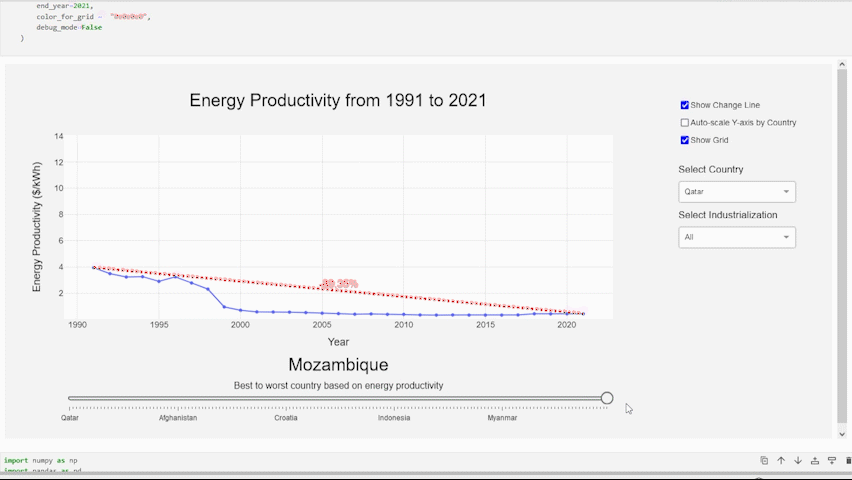 end_year=2021,
color_for_grid =
debug_mode=False
)
Energy Productivity from 1991 to 2021
Show Change Line
Auto-scale Y-axis by Country
Show Grid
Select Country
Qatar
Select Industrialization
All
Energy Productivity ($/kWh)
14
12
10
8
6
4
2
1990 1995 2000 2005 2010 2015 2020
Year
Mozambique
Best to worst country based on energy productivity
Qatar Afghanistan Croatia Indonesia Myanmar
import numpy as np
import pandas as pd